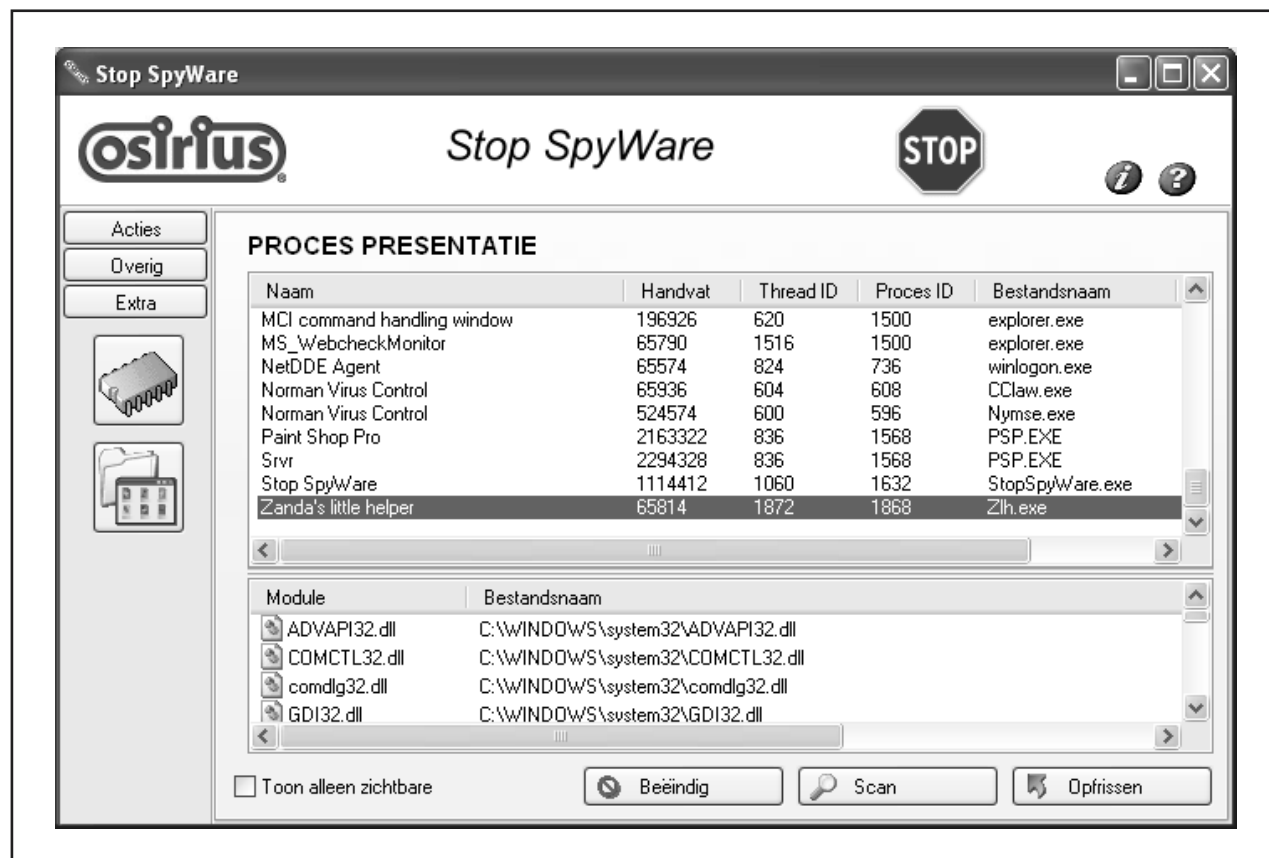 Stop SpyWare
osirius® Stop SpyWare STOP i ?
Acties
Overig
Extra
PROCES PRESENTATIE
Naam Handvat Thread ID Proces ID Bestandsnaam
MCI command handling window 196926 620 1500 explorer.exe
MS_WebcheckMonitor 65790 1516 1500 explorer.exe
NetDDE Agent 65574 824 736 winlogon.exe
Norman Virus Control 65936 604 608 CClaw.exe
Norman Virus Control 524574 600 596 Nymse.exe
Paint Shop Pro 2163322 836 1568 PSP.EXE
Srvr 2294328 836 1568 PSP.EXE
Stop SpyWare 1114412 1060 1632 StopSpyWare.exe
Zanda's little helper 65814 1872 1868 Zlh.exe
Module Bestandsnaam
ADVAPI32.dll C:\WINDOWS\system32\ADVAPI32.dll
COMCTL32.dll C:\WINDOWS\system32\COMCTL32.dll
comdlg32.dll C:\WINDOWS\system32\comdlg32.dll
GDI32.dll C:\WINDOWS\system32\GDI32.dll
Toon alleen zichtbare Beëindig Scan Opfrissen